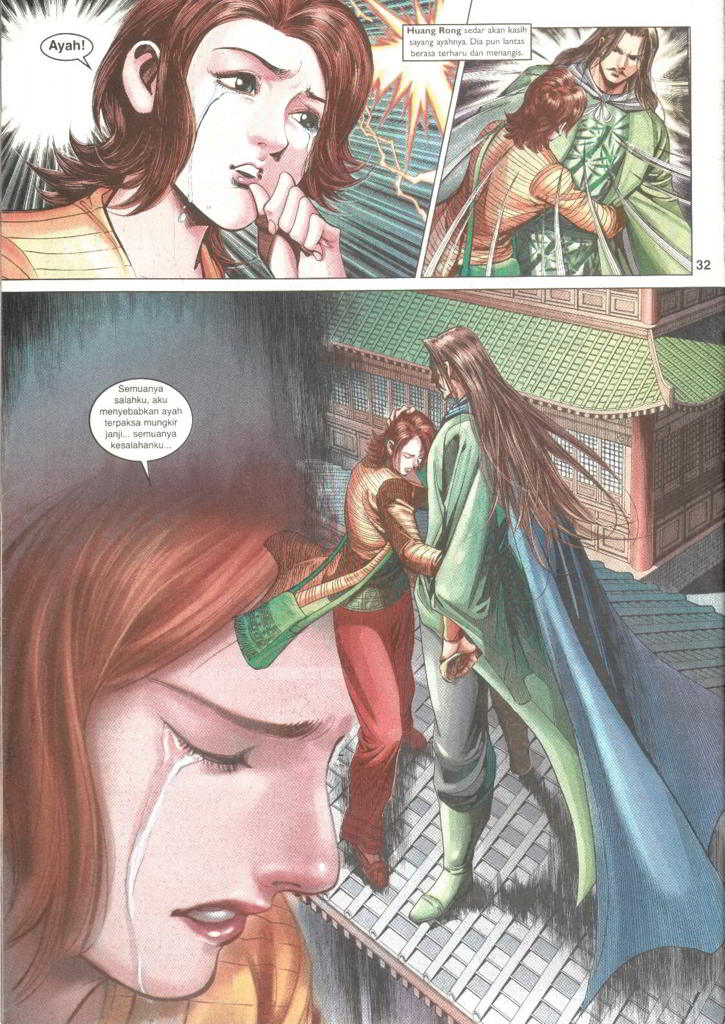 Ayah!
Huang Rong sedar akan kasih
sayang ayahnya. Dia pun lantas
berasa terharu dan menangis.
32
Semuanya
salahku, aku
menyebabkan ayah
terpaksa mungkir
janji... semuanya
kesalahanku...